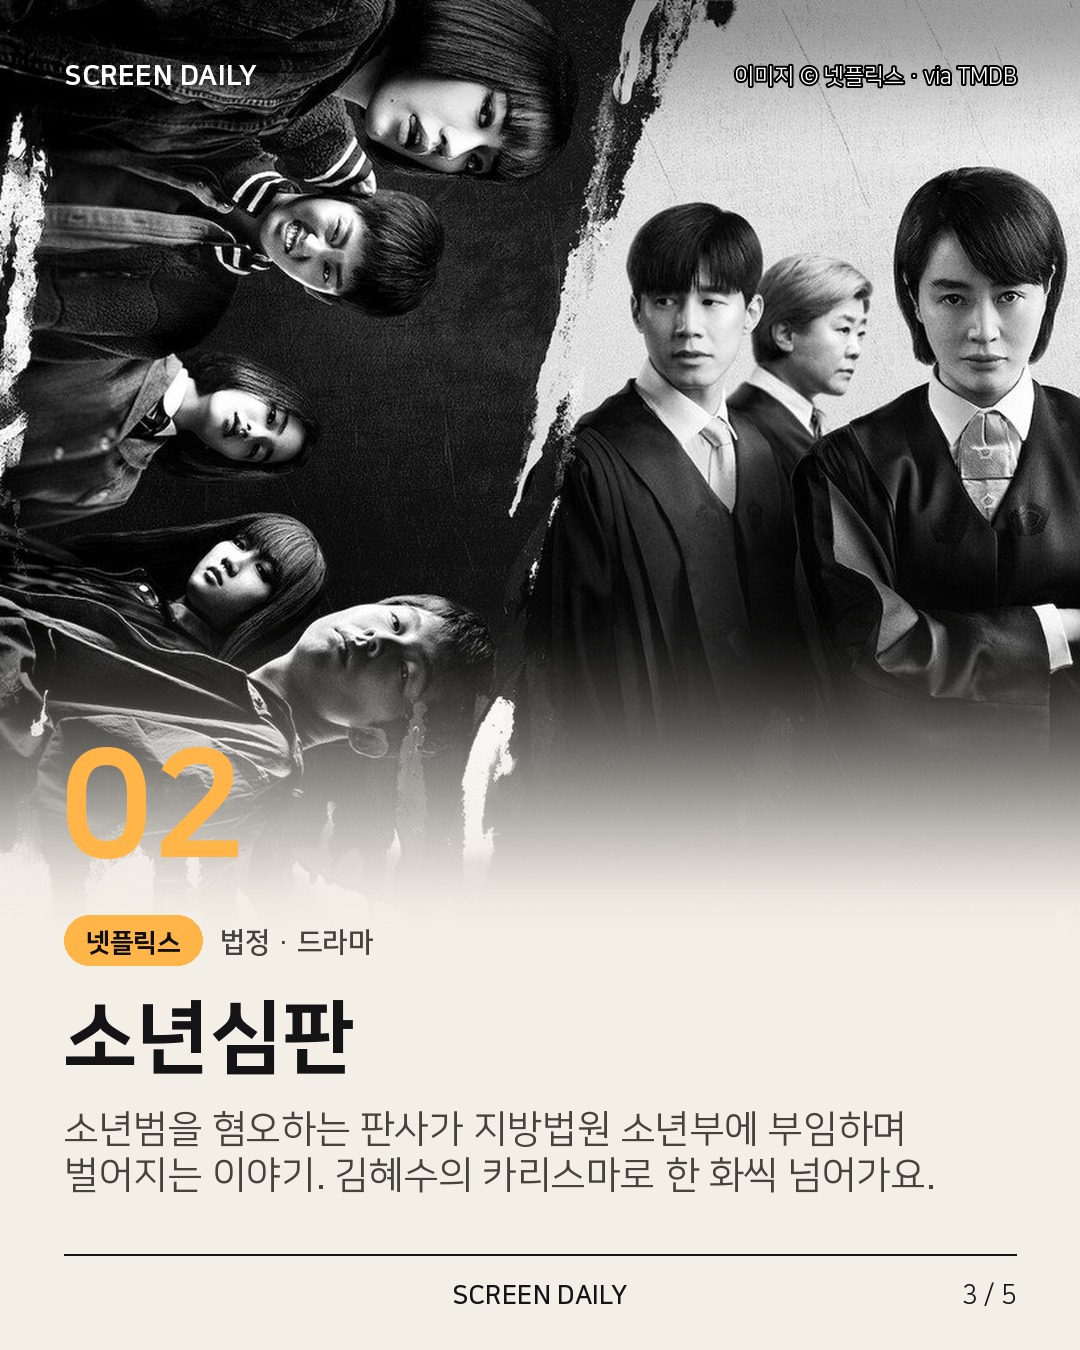 SCREEN DAILY
이미지 © 넷플릭스 · via TMDB
02
넷플릭스 법정 · 드라마
소년심판
소년범을 혐오하는 판사가 지방법원 소년부에 부임하며
벌어지는 이야기. 김혜수의 카리스마로 한 화씩 넘어가요.
SCREEN DAILY
3 / 5